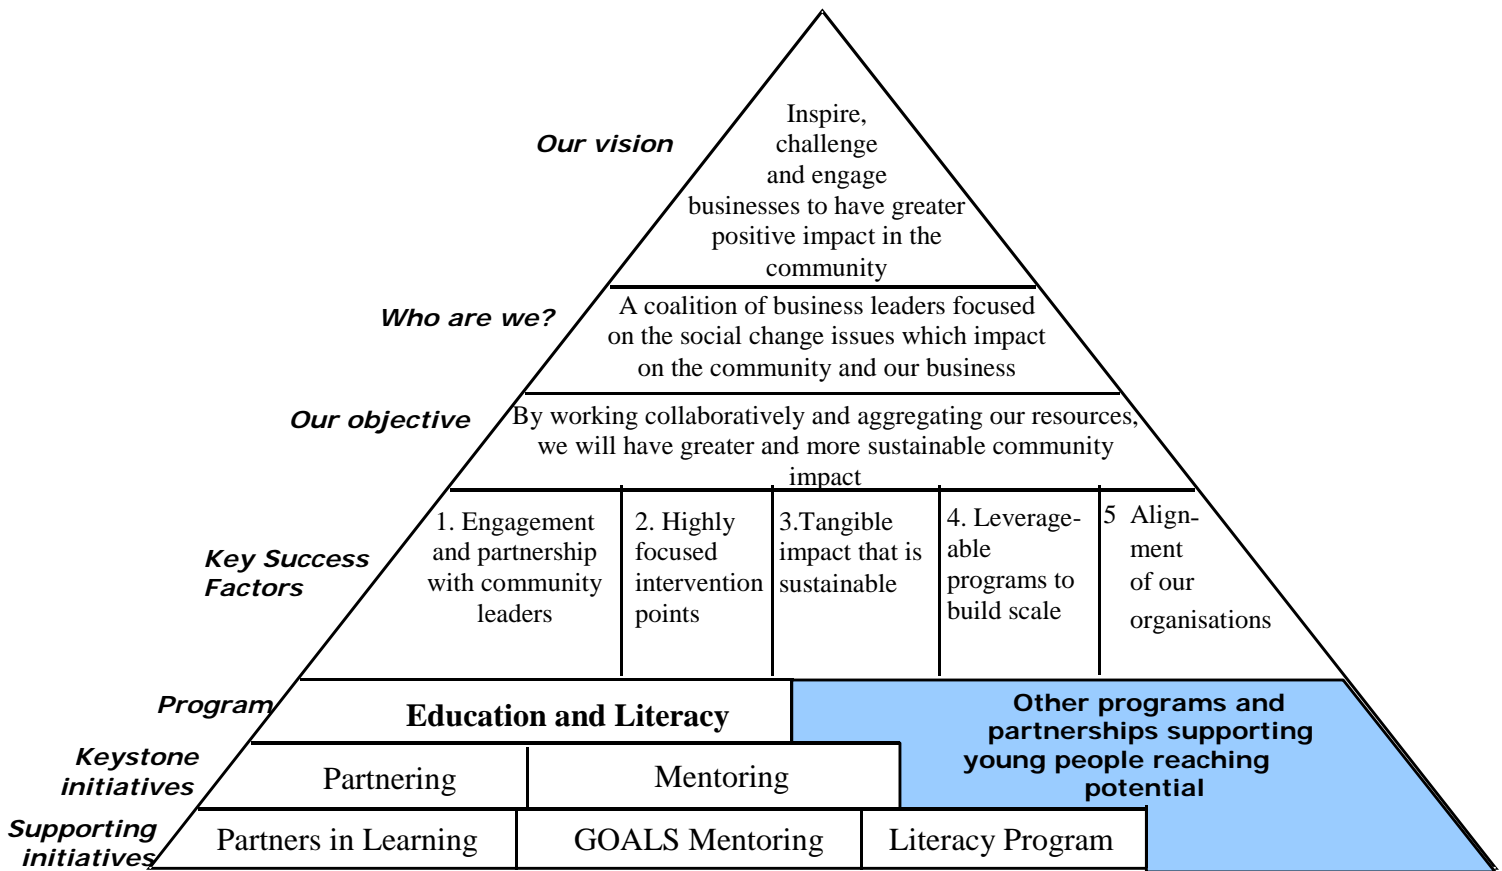 Our vision
Inspire,
challenge
and engage
businesses to have greater
positive impact in the
community
Who are we?
A coalition of business leaders focused
on the social change issues which impact
on the community and our business
Our objective
By working collaboratively and aggregating our resources,
we will have greater and more sustainable community
impact
Key Success
Factors
1. Engagement
and partnership
with community
leaders
2. Highly
focused
intervention
points
3.Tangible
impact that is
sustainable
4. Leverage-
able
programs to
build scale
5 Align-
ment
of our
organisations
Program
Education and Literacy
Other programs and
partnerships supporting
young people reaching
potential
Keystone
initiatives
Partnering
Mentoring
Supporting
initiatives
Partners in Learning
GOALS Mentoring
Literacy Program